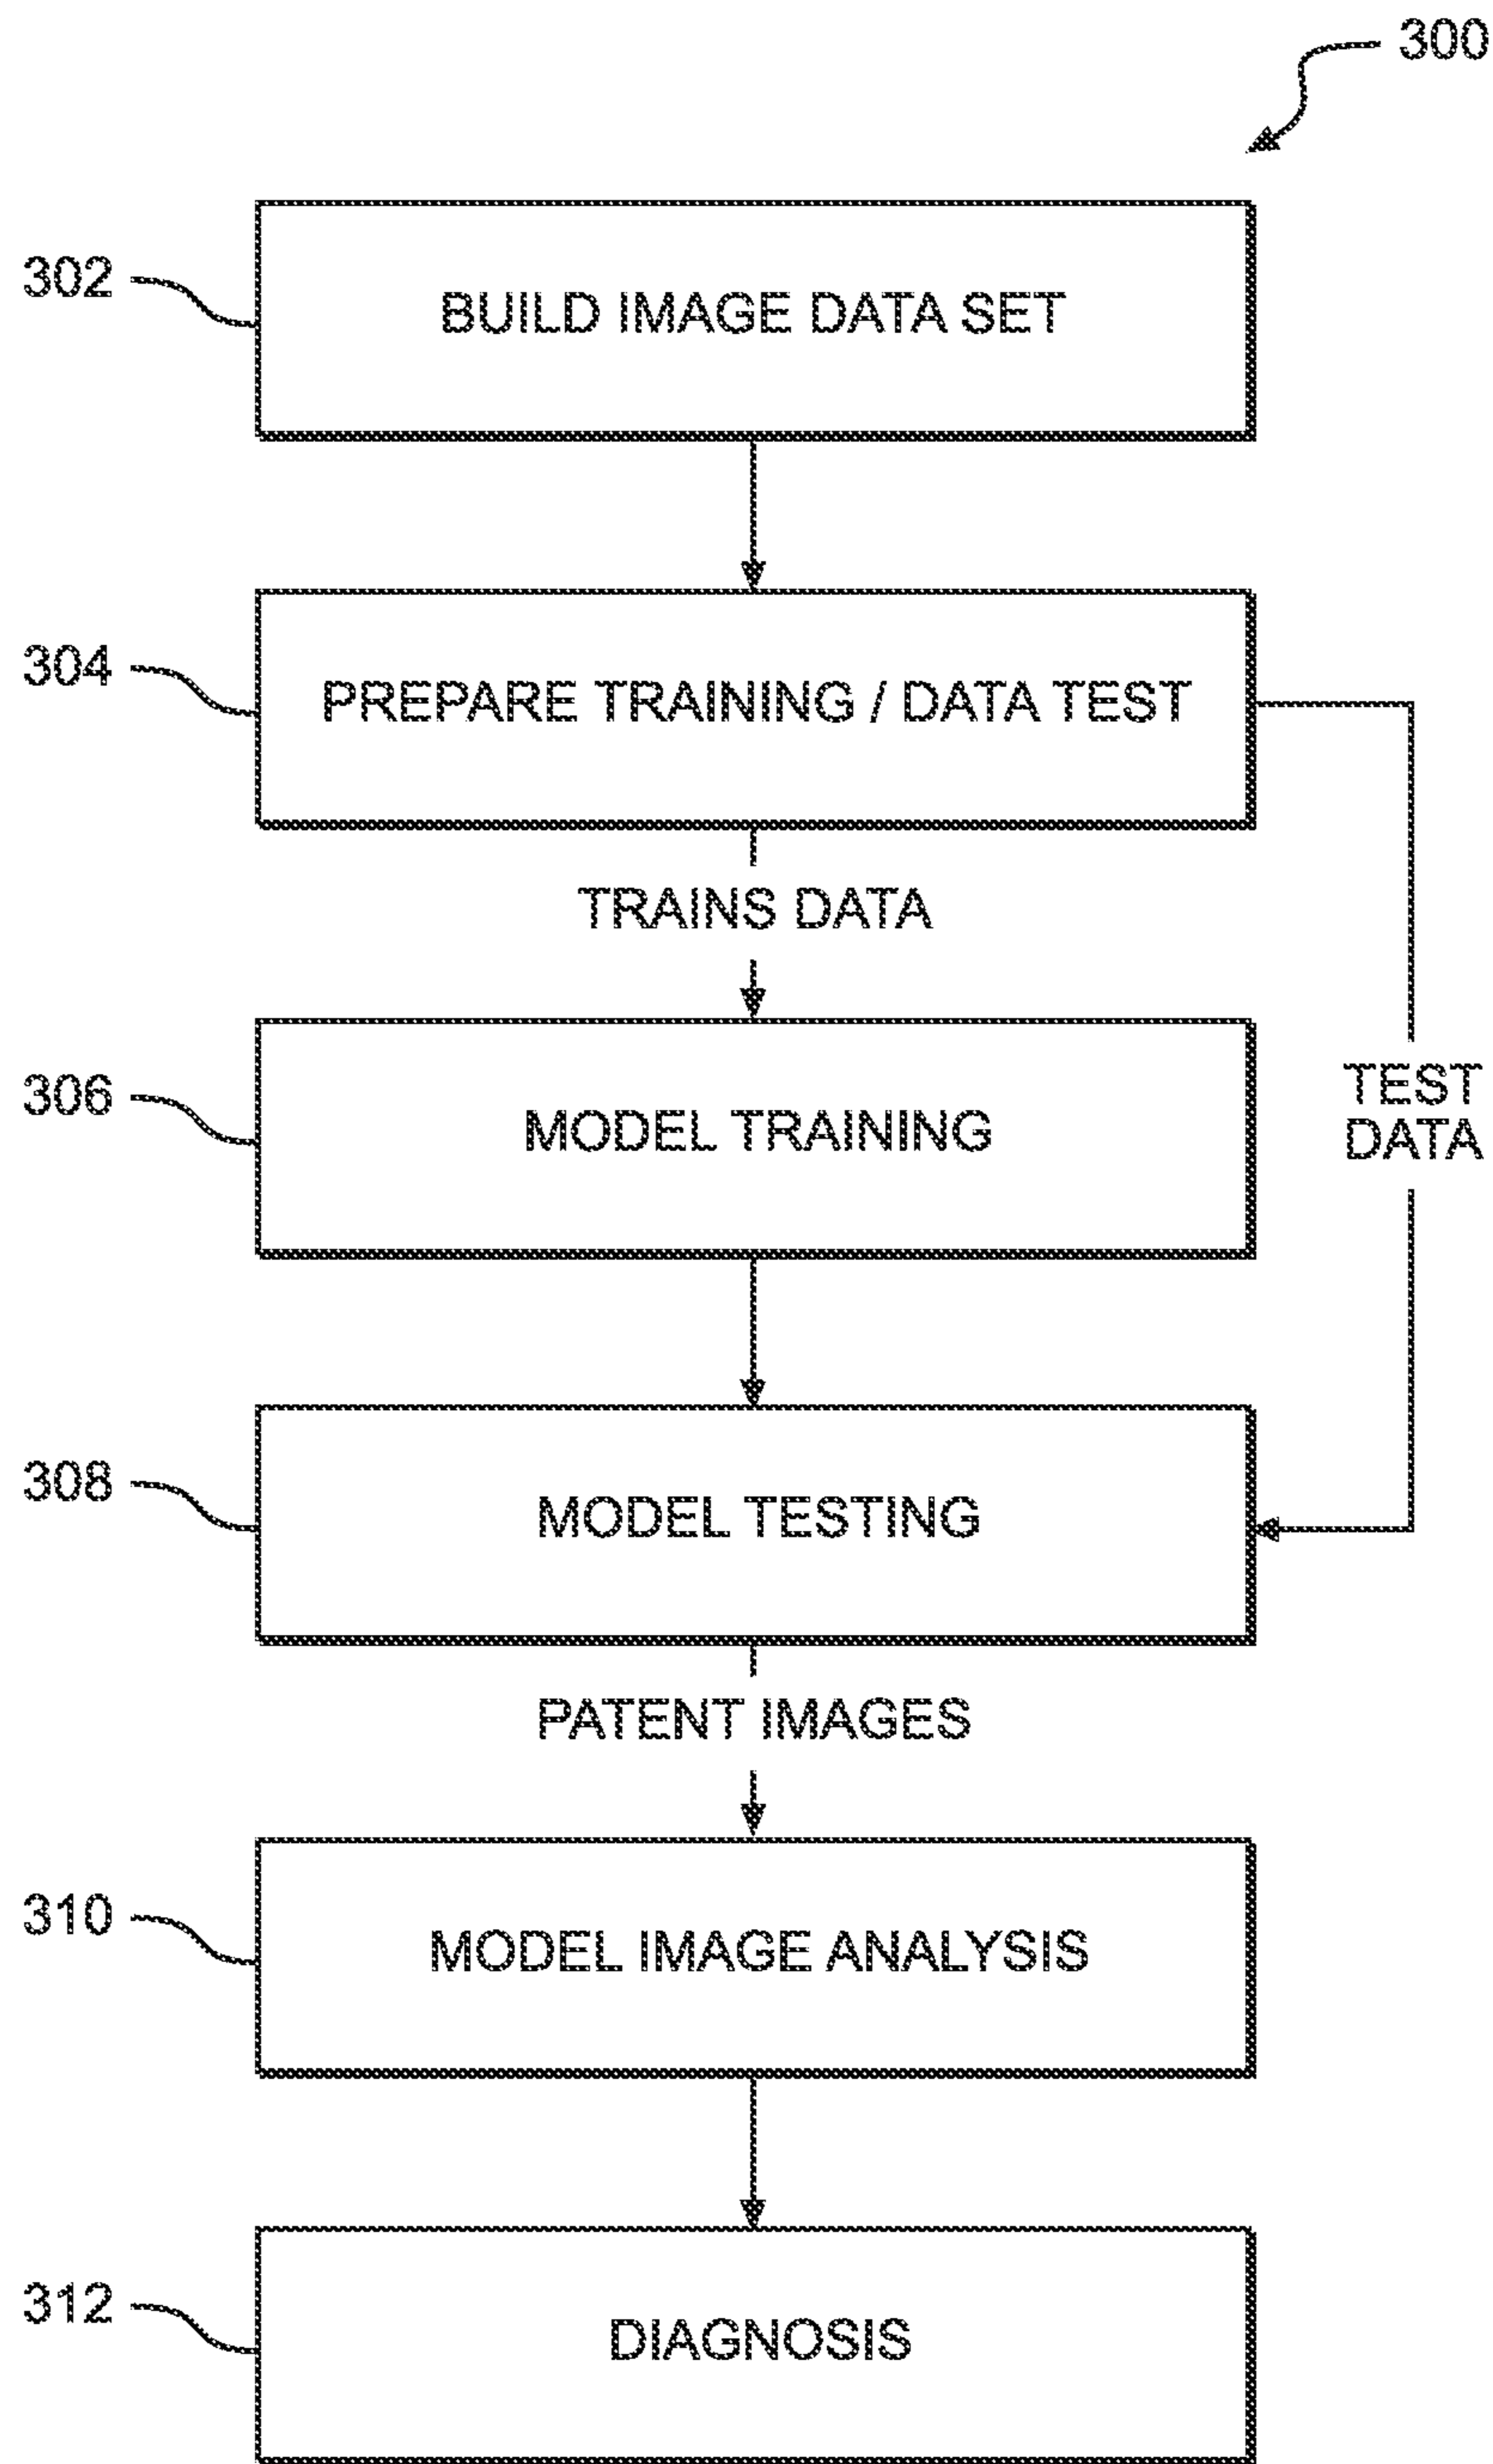 300
302
BUILD IMAGE DATA SET
304
PREPARE TRAINING / DATA TEST
TRAINS DATA
306
MODEL TRAINING
TEST
DATA
308
MODEL TESTING
PATENT IMAGES
310
MODEL IMAGE ANALYSIS
312
DIAGNOSIS